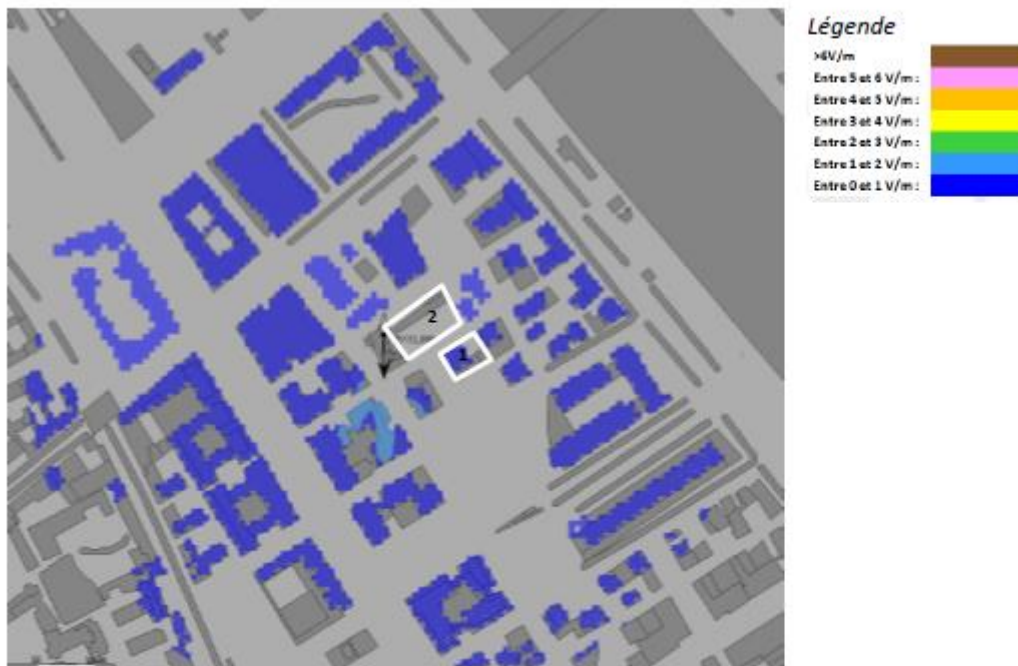 Légende
>6V/m
Entre 5 et 6 V/m :
Entre 4 et 5 V/m :
Entre 3 et 4 V/m :
Entre 2 et 3 V/m :
Entre 1 et 2 V/m :
Entre 0 et 1 V/m :
2
1